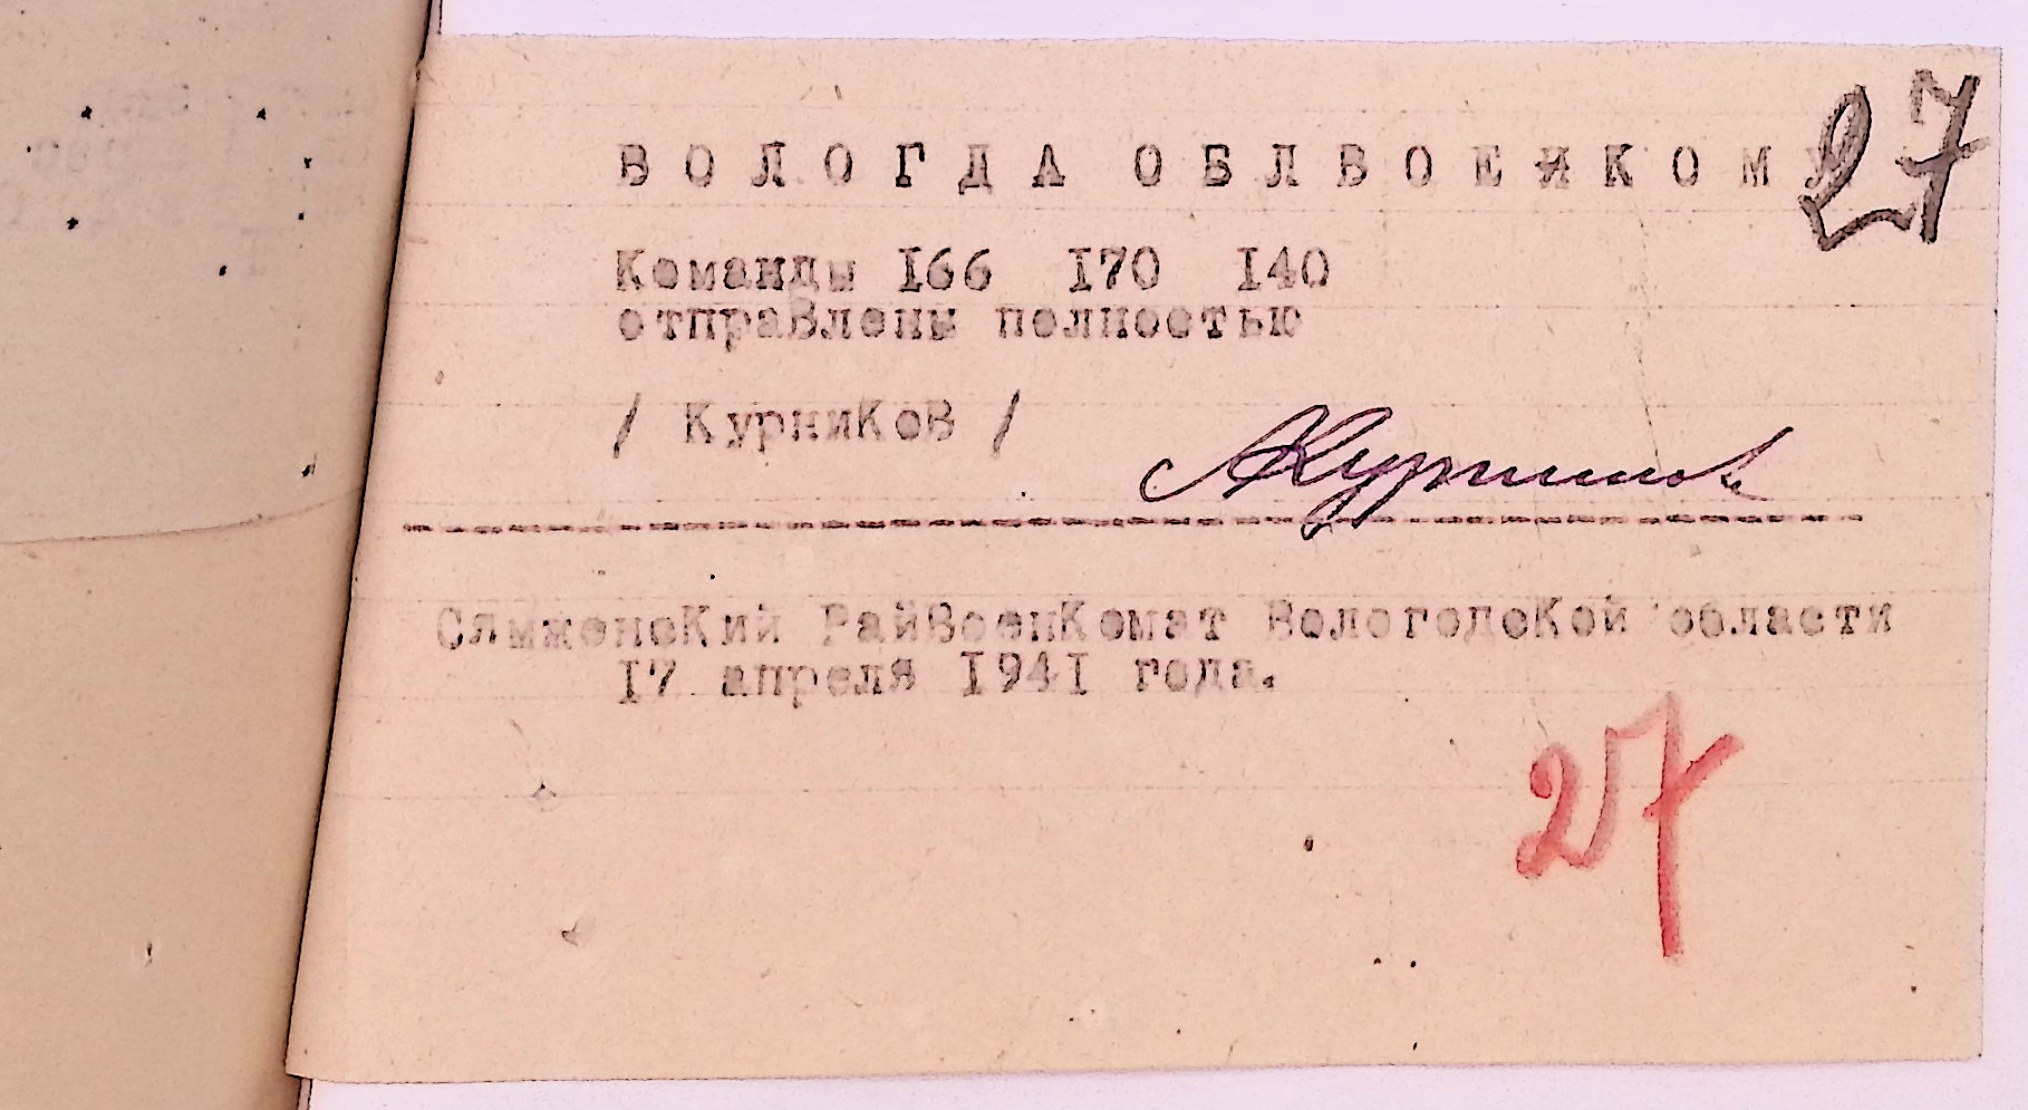 27
ВОЛОГДА ОБЛВОЕНКОМУ
Команды 166 170 140
отправлены полностью
/ Курников / АКурников
Сямженский Райвоенкомат Вологодской области
17 апреля 1941 года.
27